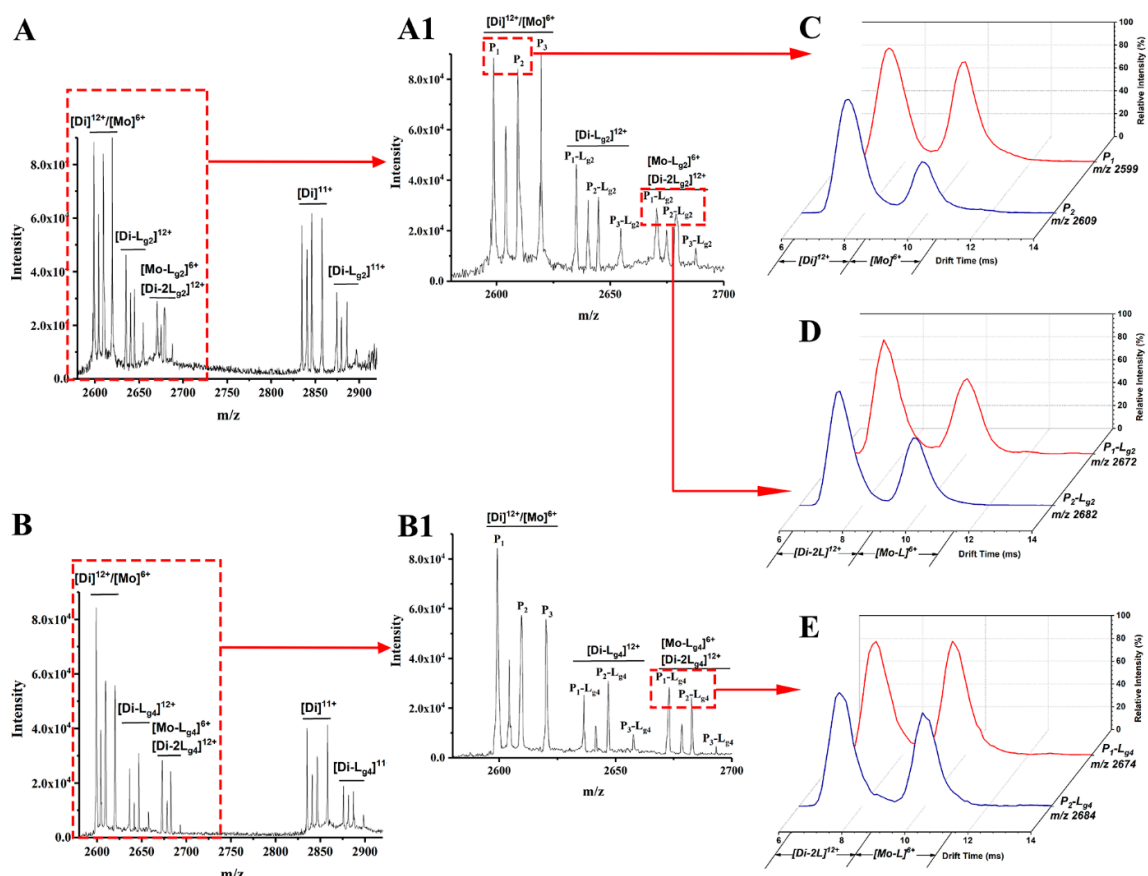 A
[Di]¹²⁺/[Mo]⁶⁺
8.0x10⁴
6.0x10⁴
4.0x10⁴
2.0x10⁴
0.0
Intensity
[Di-Lg2]¹²⁺
[Mo-Lg2]⁶⁺
[Di-2Lg2]¹²⁺
[Di]¹¹⁺
[Di-Lg2]¹¹⁺
2600 2650 2700 2750 2800 2850 2900
m/z
A1
[Di]¹²⁺/[Mo]⁶⁺
P₁
P₂
P₃
8.0x10⁴
6.0x10⁴
4.0x10⁴
2.0x10⁴
0.0
Intensity
[Di-Lg2]¹²⁺
P₁-Lg2
P₂-Lg2
P₃-Lg2
[Mo-Lg2]⁶⁺
[Di-2Lg2]¹²⁺
P₁-Lg2
P₂-Lg2
P₃-Lg2
2600 2650 2700
m/z
C
100
80
60
40
20
0
Relative Intensity (%)
P₁
m/z 2599
P₂
m/z 2609
6 8 10 12 14
[Di]¹²⁺ [Mo]⁶⁺ Drift Time (ms)
D
100
80
60
40
20
0
Relative Intensity (%)
P₁-Lg2
m/z 2672
P₂-Lg2
m/z 2682
6 8 10 12 14
[Di-2L]¹²⁺ [Mo-L]⁶⁺ Drift Time (ms)
B
[Di]¹²⁺/[Mo]⁶⁺
8.0x10⁴
6.0x10⁴
4.0x10⁴
2.0x10⁴
0.0
Intensity
[Di-Lg4]¹²⁺
[Mo-Lg4]⁶⁺
[Di-2Lg4]¹²⁺
[Di]¹¹⁺
[Di-Lg4]¹¹
2600 2650 2700 2750 2800 2850 2900
m/z
B1
[Di]¹²⁺/[Mo]⁶⁺
P₁
P₂
P₃
8.0x10⁴
6.0x10⁴
4.0x10⁴
2.0x10⁴
0.0
Intensity
[Di-Lg4]¹²⁺
P₁-Lg4
P₂-Lg4
P₃-Lg4
[Mo-Lg4]⁶⁺
[Di-2Lg4]¹²⁺
P₁-Lg4
P₂-Lg4
P₃-Lg4
2600 2650 2700
m/z
E
100
80
60
40
20
0
Relative Intensity (%)
P₁-Lg4
m/z 2674
P₂-Lg4
m/z 2684
6 8 10 12 14
[Di-2L]¹²⁺ [Mo-L]⁶⁺ Drift Time (ms)